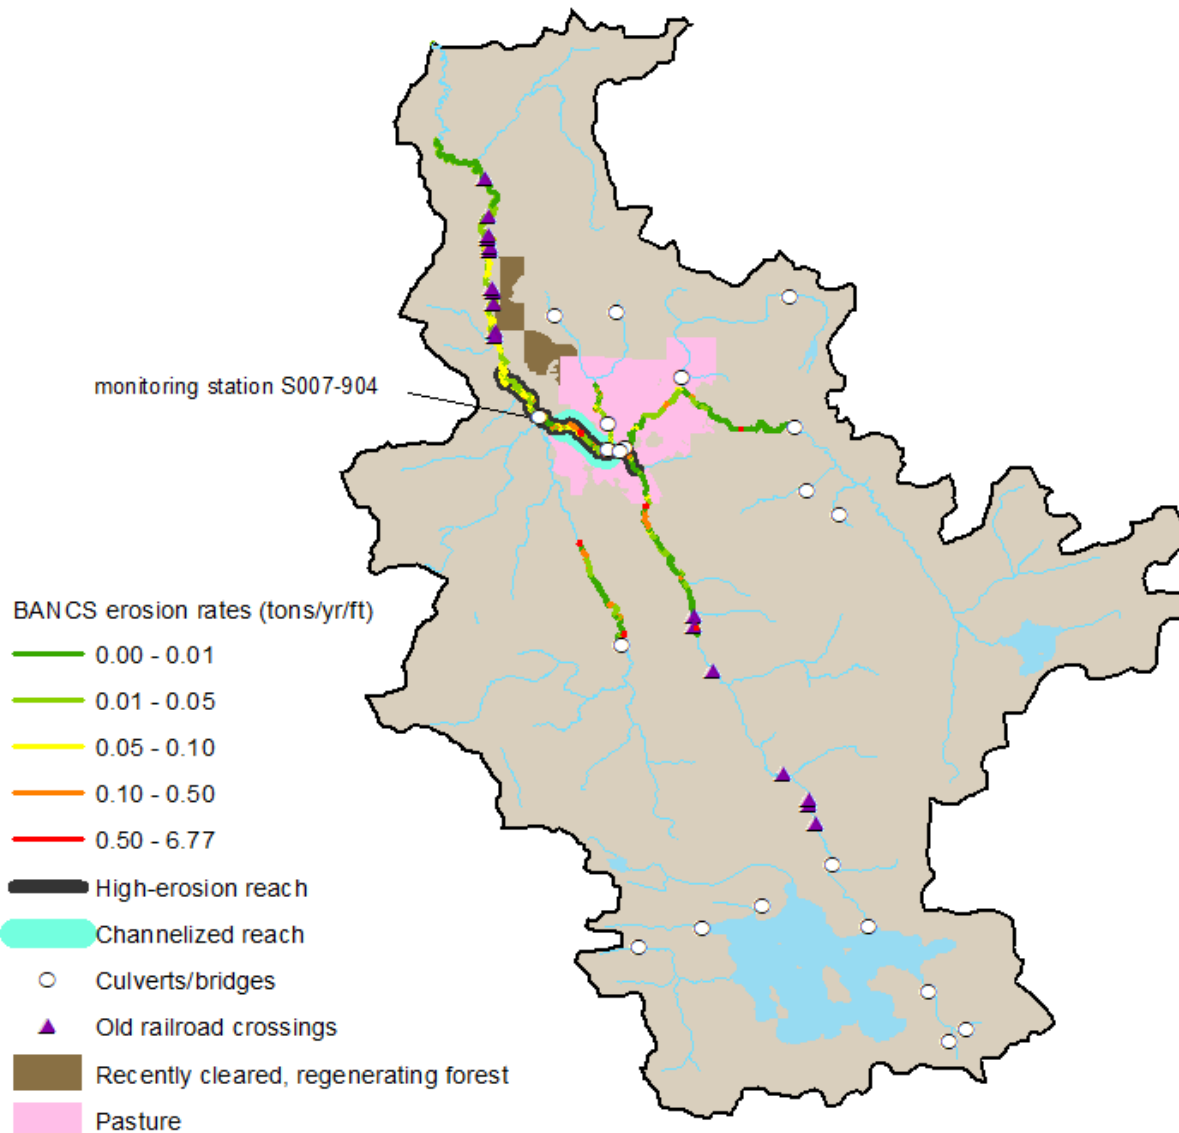 monitoring station S007-904
BANCS erosion rates (tons/yr/ft)
0.00 - 0.01
0.01 - 0.05
0.05 - 0.10
0.10 - 0.50
0.50 - 6.77
High-erosion reach
Channelized reach
Culverts/bridges
Old railroad crossings
Recently cleared, regenerating forest
Pasture